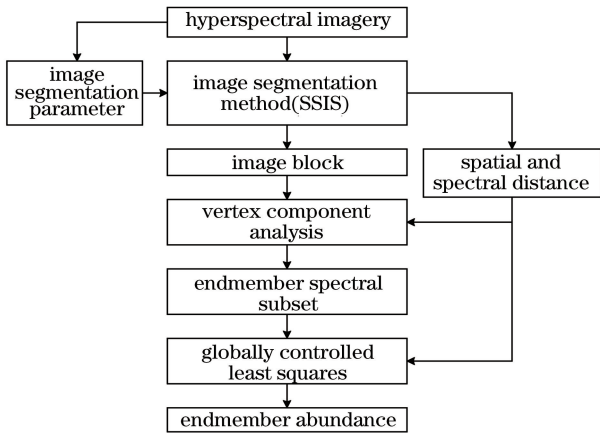 hyperspectral imagery
image
segmentation
parameter
image segmentation
method(SSIS)
image block
spatial and
spectral distance
vertex component
analysis
endmember spectral
subset
globally controlled
least squares
endmember abundance